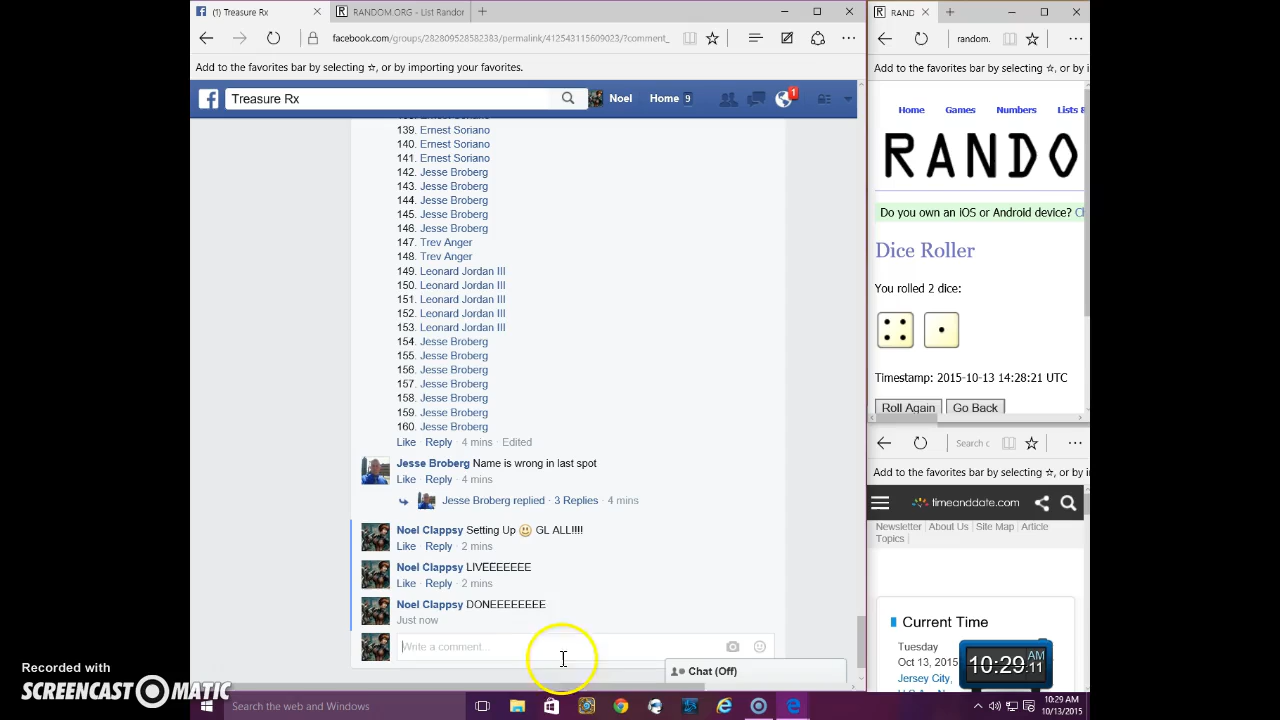 (1) Treasure Rx
RANDOM.ORG - List Randor
facebook.com/groups/282809528582383/permalink/412543115609023/?comment_
Add to the favorites bar by selecting ☆, or by importing your favorites.
Treasure Rx
Noel
Home 9
1
139. Ernest Soriano
140. Ernest Soriano
141. Ernest Soriano
142. Jesse Broberg
143. Jesse Broberg
144. Jesse Broberg
145. Jesse Broberg
146. Jesse Broberg
147. Trev Anger
148. Trev Anger
149. Leonard Jordan III
150. Leonard Jordan III
151. Leonard Jordan III
152. Leonard Jordan III
153. Leonard Jordan III
154. Jesse Broberg
155. Jesse Broberg
156. Jesse Broberg
157. Jesse Broberg
158. Jesse Broberg
159. Jesse Broberg
160. Jesse Broberg
Like · Reply · 4 mins · Edited
Jesse Broberg Name is wrong in last spot
Like · Reply · 4 mins
Jesse Broberg replied · 3 Replies · 4 mins
Noel Clappsy Setting Up 😃 GL ALL!!!!
Like · Reply · 2 mins
Noel Clappsy LIVEEEEEEE
Like · Reply · 2 mins
Noel Clappsy DONEEEEEEEE
Just now
Write a comment...
Chat (Off)
RAND
random.
Add to the favorites bar by selecting ☆, or by importing your favorites.
Home Games Numbers Lists &
RANDO
Do you own an iOS or Android device?
Dice Roller
You rolled 2 dice:
Timestamp: 2015-10-13 14:28:21 UTC
Roll Again Go Back
Search c
Add to the favorites bar by selecting ☆, or by importing your favorites.
timeanddate.com
Newsletter About Us Site Map Article
Topics
Current Time
Tuesday
Oct 13, 2015
Jersey City,
10:29 AM 11
Recorded with
SCREENCAST-O-MATIC
Search the web and Windows
10:29 AM
10/13/2015